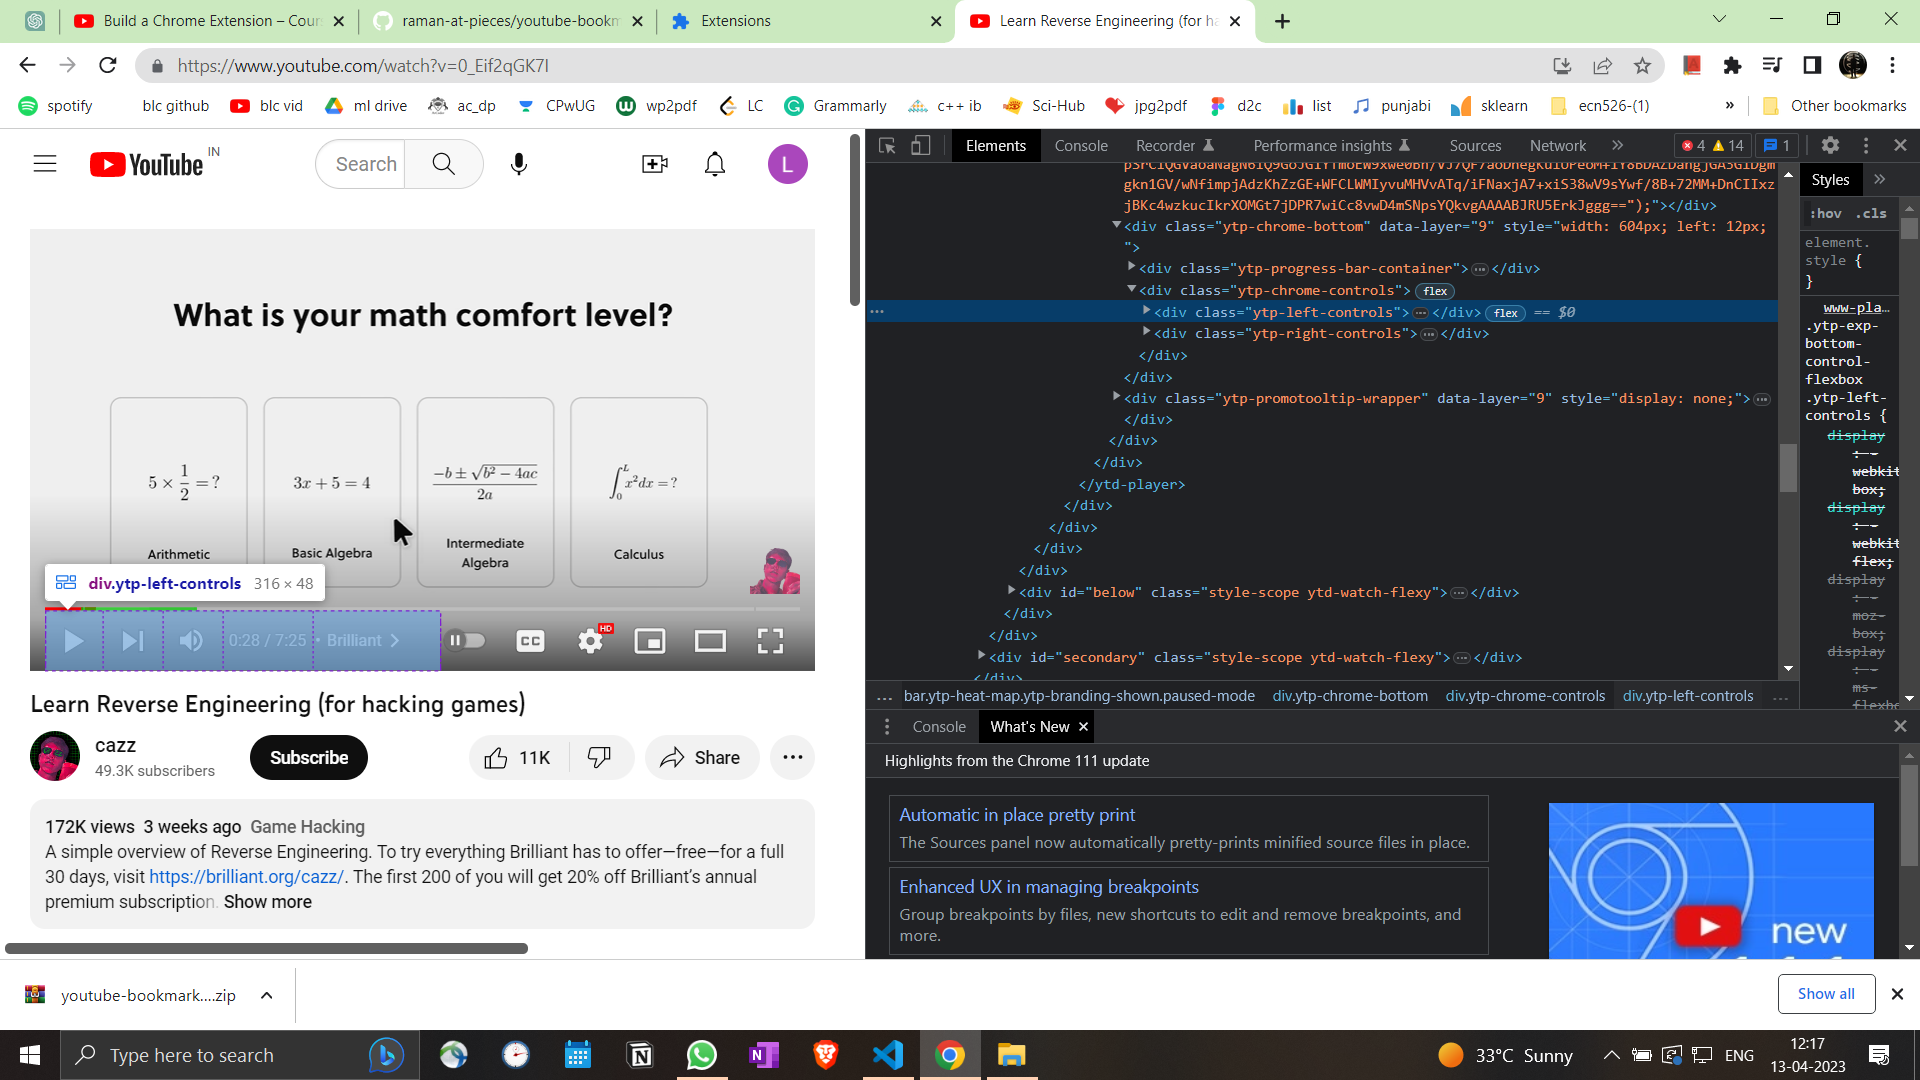 Build a Chrome Extension – Cour
raman-at-pieces/youtube-bookm
Extensions
Learn Reverse Engineering (for ha
https://www.youtube.com/watch?v=0_Eif2qGK7I
spotify
blc github
blc vid
ml drive
ac_dp
CPwUG
wp2pdf
LC
Grammarly
c++ ib
Sci-Hub
jpg2pdf
d2c
list
punjabi
sklearn
ecn526-(1)
»
Other bookmarks
YouTube IN
Search
L
What is your math comfort level?
5 × 1/2 = ?
3x + 5 = 4
−b ± √b² − 4ac / 2a
∫₀ᴸ x²dx = ?
Arithmetic
Basic Algebra
Intermediate
Algebra
Calculus
div.ytp-left-controls 316 × 48
0:28 / 7:25 • Brilliant
CC
HD
Learn Reverse Engineering (for hacking games)
cazz
49.3K subscribers
Subscribe
11K
Share
172K views 3 weeks ago Game Hacking
A simple overview of Reverse Engineering. To try everything Brilliant has to offer—free—for a full
30 days, visit https://brilliant.org/cazz/. The first 200 of you will get 20% off Brilliant's annual
premium subscription. Show more
Elements
Console
Recorder
Performance insights
Sources
Network
»
4
14
1
gkn1GV/wNfimpjAdzKhZzGE+WFCLWMIyvuMHVvATq/iFNaxjA7+xiS38wV9sYwf/8B+72MM+DnCIIxz
jBKc4wzkucIkrXOMGt7jDPR7wiCc8vwD4mSNpsYQkvgAAAABJRU5ErkJggg==");"></div>
<div class="ytp-chrome-bottom" data-layer="9" style="width: 604px; left: 12px;
">
<div class="ytp-progress-bar-container"> … </div>
<div class="ytp-chrome-controls"> flex
<div class="ytp-left-controls"> … </div> flex == $0
<div class="ytp-right-controls"> … </div>
</div>
</div>
<div class="ytp-promotooltip-wrapper" data-layer="9" style="display: none;"> …
</div>
</div>
</div>
</ytd-player>
</div>
</div>
</div>
</div>
<div id="below" class="style-scope ytd-watch-flexy"> … </div>
</div>
</div>
<div id="secondary" class="style-scope ytd-watch-flexy"> … </div>
</div>
Styles
»
:hov .cls
element.
style {
}
www-pla…
.ytp-exp-
bottom-
control-
flexbox
.ytp-left-
controls {
display
: -
webkit
box;
display
: -
webkit
flex;
display
: -
moz-
box;
display
: -
ms-
flexbo
... bar.ytp-heat-map.ytp-branding-shown.paused-mode div.ytp-chrome-bottom div.ytp-chrome-controls div.ytp-left-controls ...
Console
What's New
Highlights from the Chrome 111 update
Automatic in place pretty print
The Sources panel now automatically pretty-prints minified source files in place.
Enhanced UX in managing breakpoints
Group breakpoints by files, new shortcuts to edit and remove breakpoints, and
more.
new
youtube-bookmark....zip
Show all
Type here to search
33°C Sunny
ENG
12:17
13-04-2023